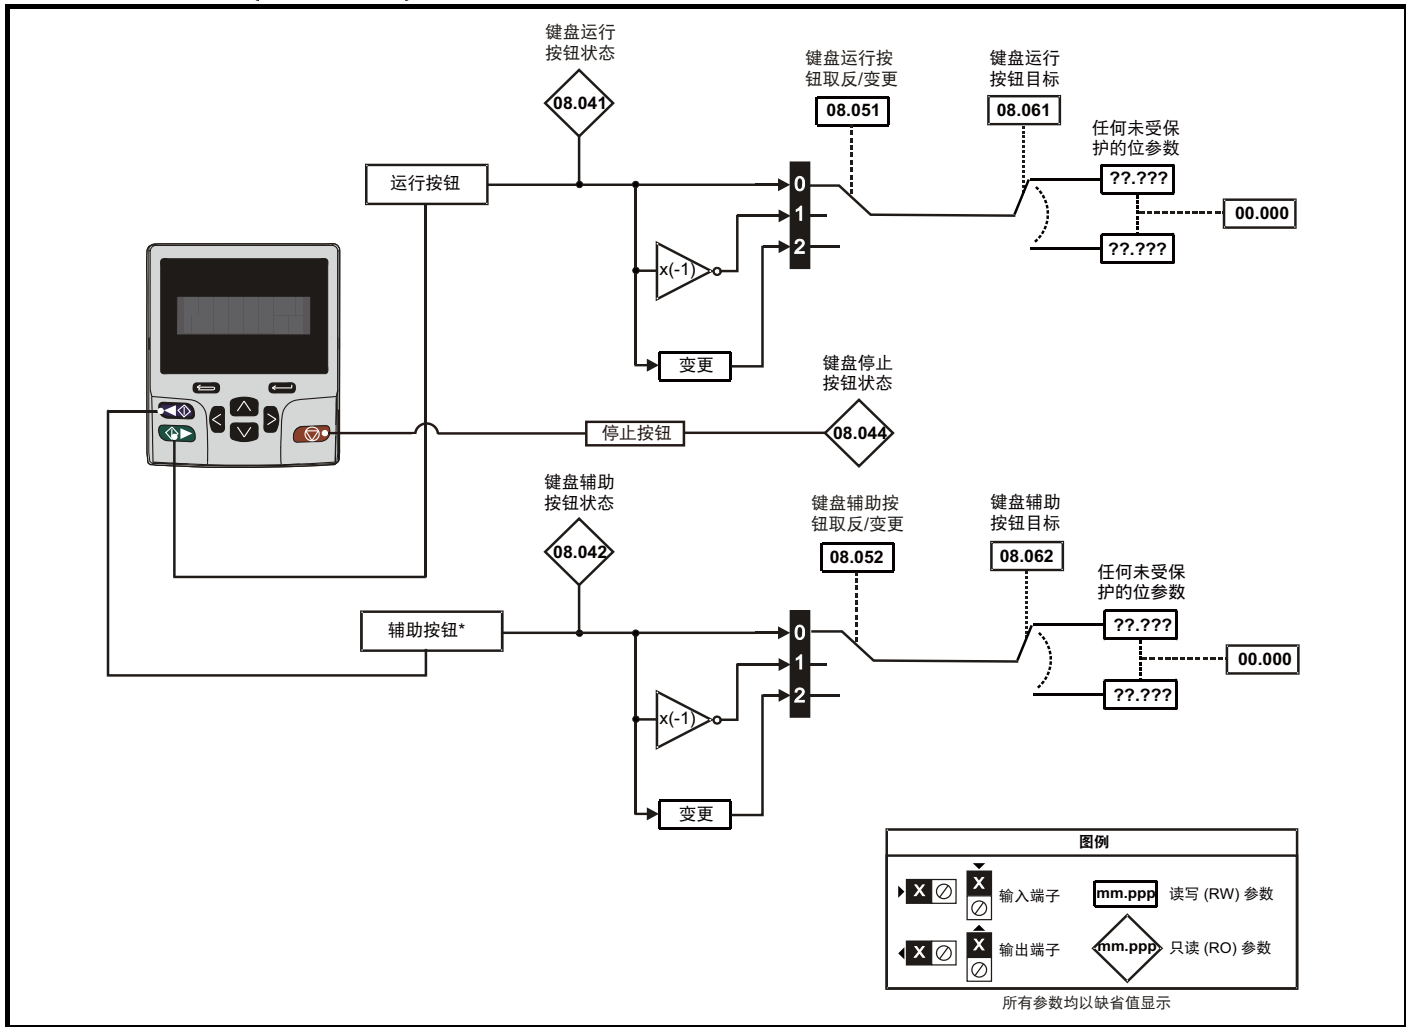 键盘运行
按钮状态
08.041
键盘运行按
钮取反/变更
08.051
键盘运行
按钮目标
08.061
任何未受保
护的位参数
??.???
00.000
??.???
运行按钮
0
1
2
x(-1)
变更
键盘停止
按钮状态
停止按钮
08.044
键盘辅助
按钮状态
08.042
键盘辅助按
钮取反/变更
08.052
键盘辅助
按钮目标
08.062
任何未受保
护的位参数
??.???
00.000
??.???
辅助按钮*
0
1
2
x(-1)
变更
图例
X
X
输入端子
mm.ppp
读写 (RW) 参数
X
X
输出端子
mm.ppp
只读 (RO) 参数
所有参数均以缺省值显示